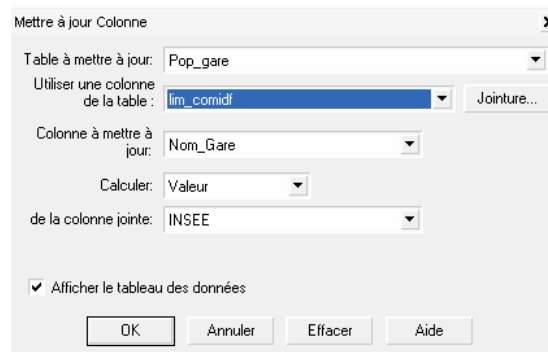 Mettre à jour Colonne
Table à mettre à jour: Pop_gare
Utiliser une colonne
de la table : lim_comidf Jointure...
Colonne à mettre à
jour: Nom_Gare
Calculer: Valeur
de la colonne jointe: INSEE
Afficher le tableau des données
OK Annuler Effacer Aide